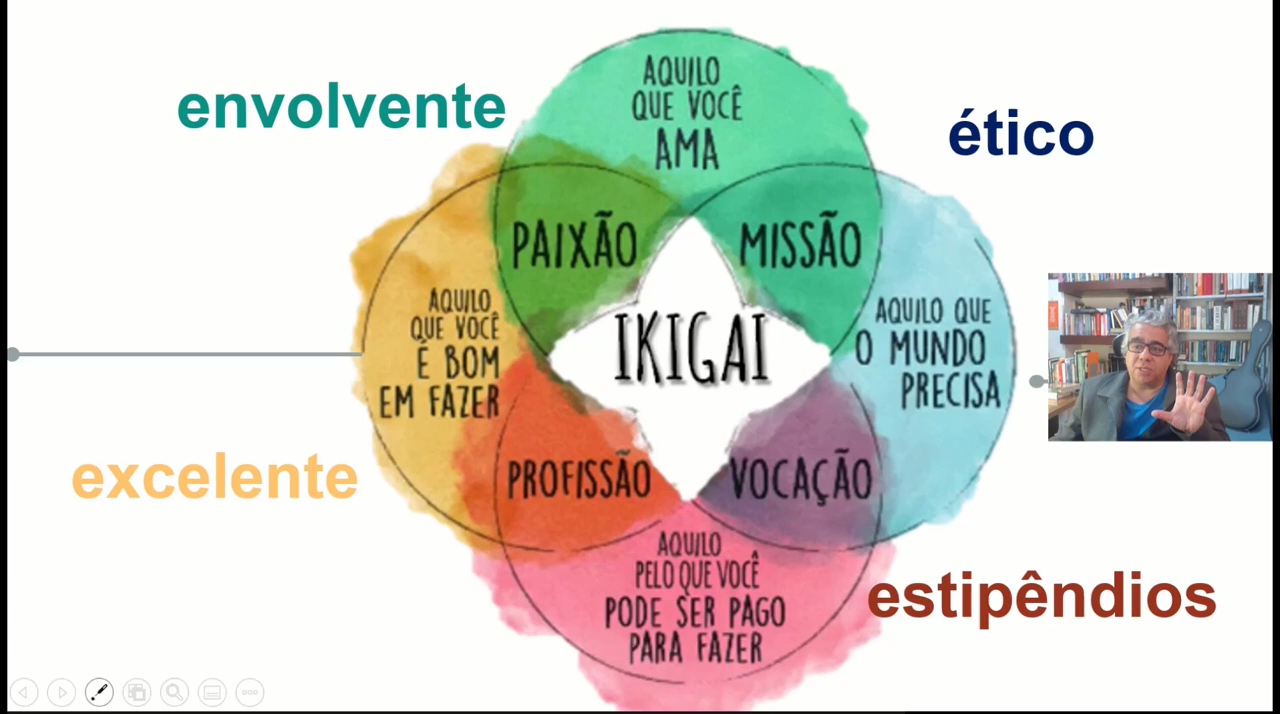 envolvente
AQUILO
QUE VOCÊ
AMA
ético
PAIXÃO
MISSÃO
AQUILO
QUE VOCÊ
É BOM
EM FAZER
IKIGAI
AQUILO QUE
O MUNDO
PRECISA
excelente
PROFISSÃO
VOCAÇÃO
AQUILO
PELO QUE VOCÊ
PODE SER PAGO
PARA FAZER
estipêndios